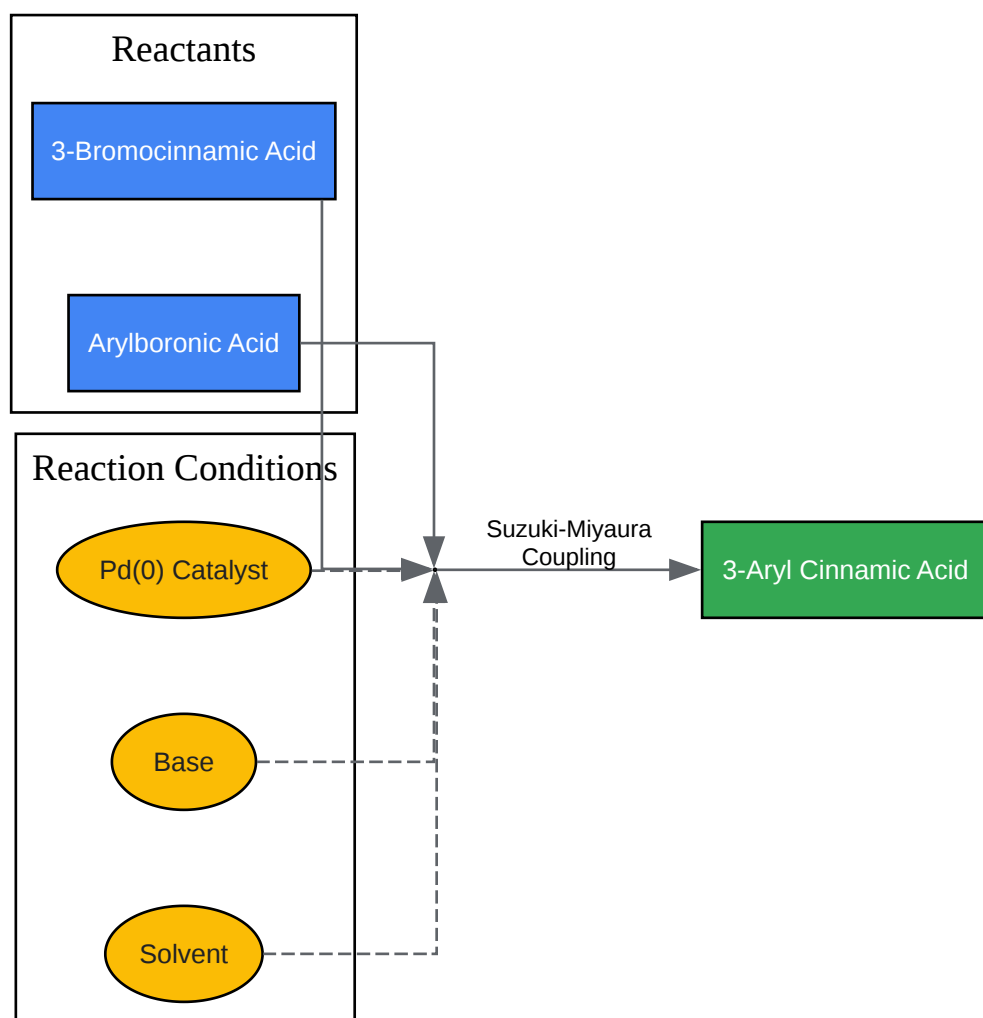 Reactants
3-Bromocinnamic Acid
Arylboronic Acid
Reaction Conditions
Pd(0) Catalyst
Base
Solvent
Suzuki-Miyaura
Coupling
3-Aryl Cinnamic Acid